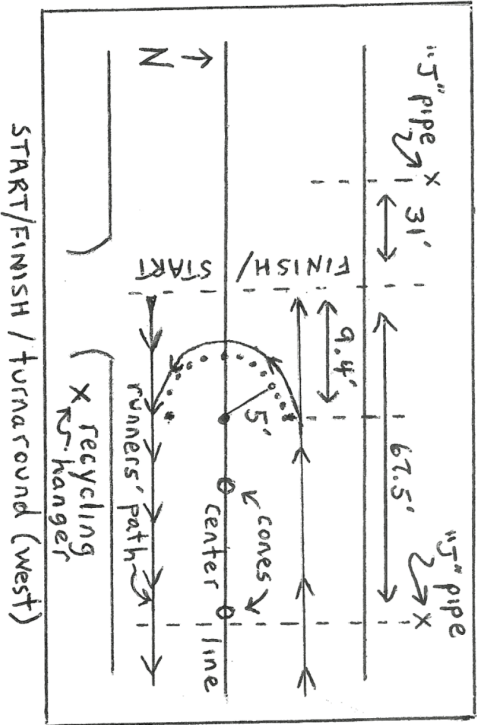 "J" pipe
X
31'
67.5'
"J" pipe
X
9.4'
FINISH/
START
N
5'
cones
center
line
runners' path
X
recycling
hanger
START/FINISH/turnaround (west)